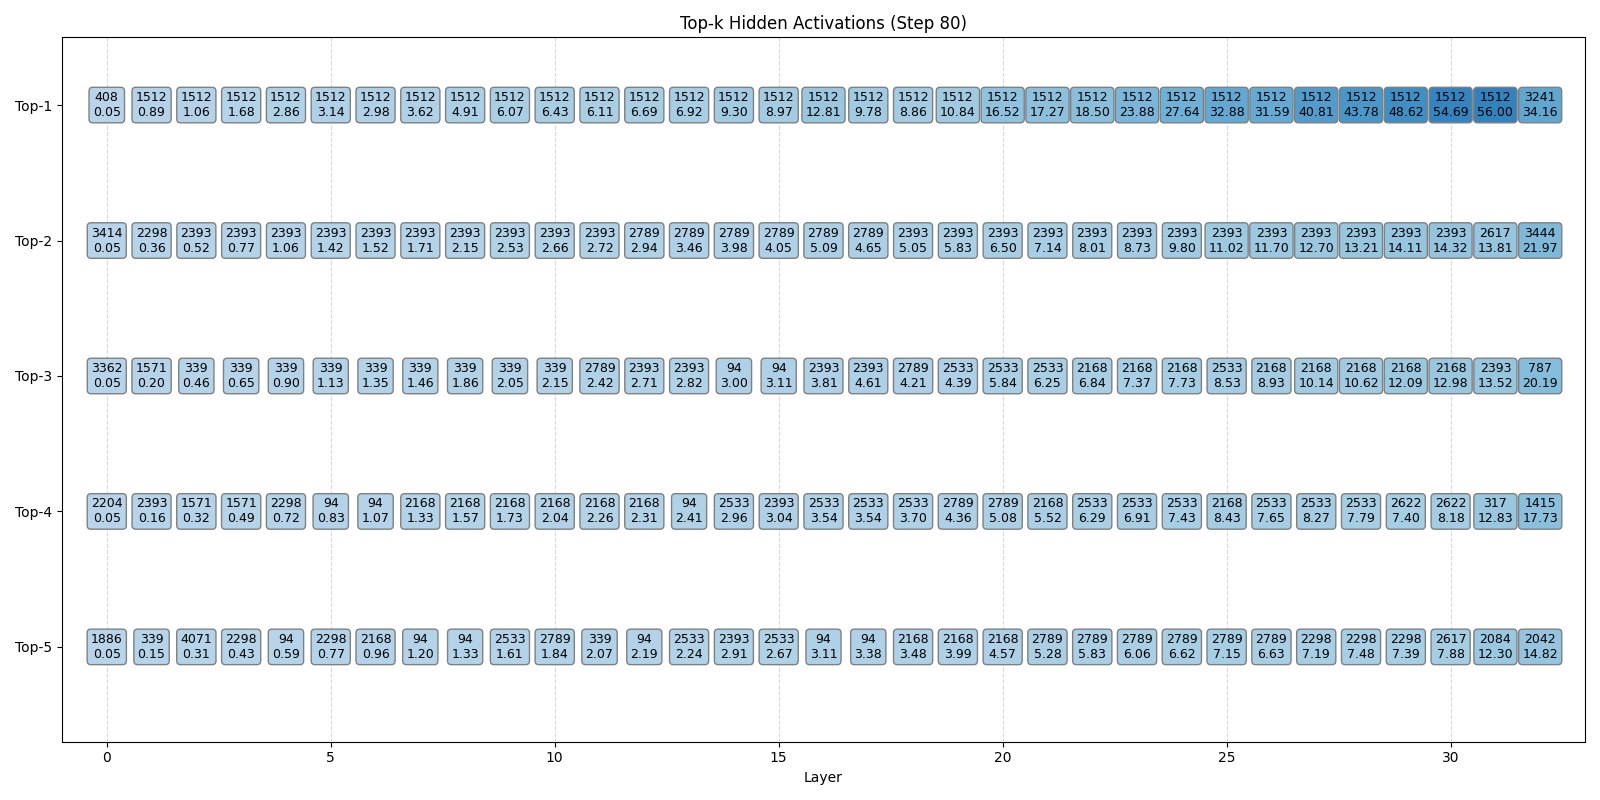 Top-k Hidden Activations (Step 80)
Top-1
408 1512 1512 1512 1512 1512 1512 1512 1512 1512 1512 1512 1512 1512 1512 1512 1512 1512 1512 1512 1512 1512 1512 1512 1512 1512 1512 1512 1512 1512 1512 1512 3241
0.05 0.89 1.06 1.68 2.86 3.14 2.98 3.62 4.91 6.07 6.43 6.11 6.69 6.92 9.30 8.97 12.81 9.78 8.86 10.84 16.52 17.27 18.50 23.88 27.64 32.88 31.59 40.81 43.78 48.62 54.69 56.00 34.16
Top-2
3414 2298 2393 2393 2393 2393 2393 2393 2393 2393 2393 2393 2789 2789 2789 2789 2789 2789 2393 2393 2393 2393 2393 2393 2393 2393 2393 2393 2393 2393 2393 2617 3444
0.05 0.36 0.52 0.77 1.06 1.42 1.52 1.71 2.15 2.53 2.66 2.72 2.94 3.46 3.98 4.05 5.09 4.65 5.05 5.83 6.50 7.14 8.01 8.73 9.80 11.02 11.70 12.70 13.21 14.11 14.32 13.81 21.97
Top-3
3362 1571 339 339 339 339 339 339 339 339 339 2789 2393 2393 94 94 2393 2393 2789 2533 2533 2533 2168 2168 2168 2533 2168 2168 2168 2168 2168 2393 787
0.05 0.20 0.46 0.65 0.90 1.13 1.35 1.46 1.86 2.05 2.15 2.42 2.71 2.82 3.00 3.11 3.81 4.61 4.21 4.39 5.84 6.25 6.84 7.37 7.73 8.53 8.93 10.14 10.62 12.09 12.98 13.52 20.19
Top-4
2204 2393 1571 1571 2298 94 94 2168 2168 2168 2168 2168 2168 94 2533 2393 2533 2533 2533 2789 2789 2168 2533 2533 2533 2168 2533 2533 2533 2622 2622 317 1415
0.05 0.16 0.32 0.49 0.72 0.83 1.07 1.33 1.57 1.73 2.04 2.26 2.31 2.41 2.96 3.04 3.54 3.54 3.70 4.36 5.08 5.52 6.29 6.91 7.43 8.43 7.65 8.27 7.79 7.40 8.18 12.83 17.73
Top-5
1886 339 4071 2298 94 2298 2168 94 94 2533 2789 339 94 2533 2393 2533 94 94 2168 2168 2168 2789 2789 2789 2789 2789 2789 2298 2298 2298 2617 2084 2042
0.05 0.15 0.31 0.43 0.59 0.77 0.96 1.20 1.33 1.61 1.84 2.07 2.19 2.24 2.91 2.67 3.11 3.38 3.48 3.99 4.57 5.28 5.83 6.06 6.62 7.15 6.63 7.19 7.48 7.39 7.88 12.30 14.82
0 5 10 15 20 25 30
Layer